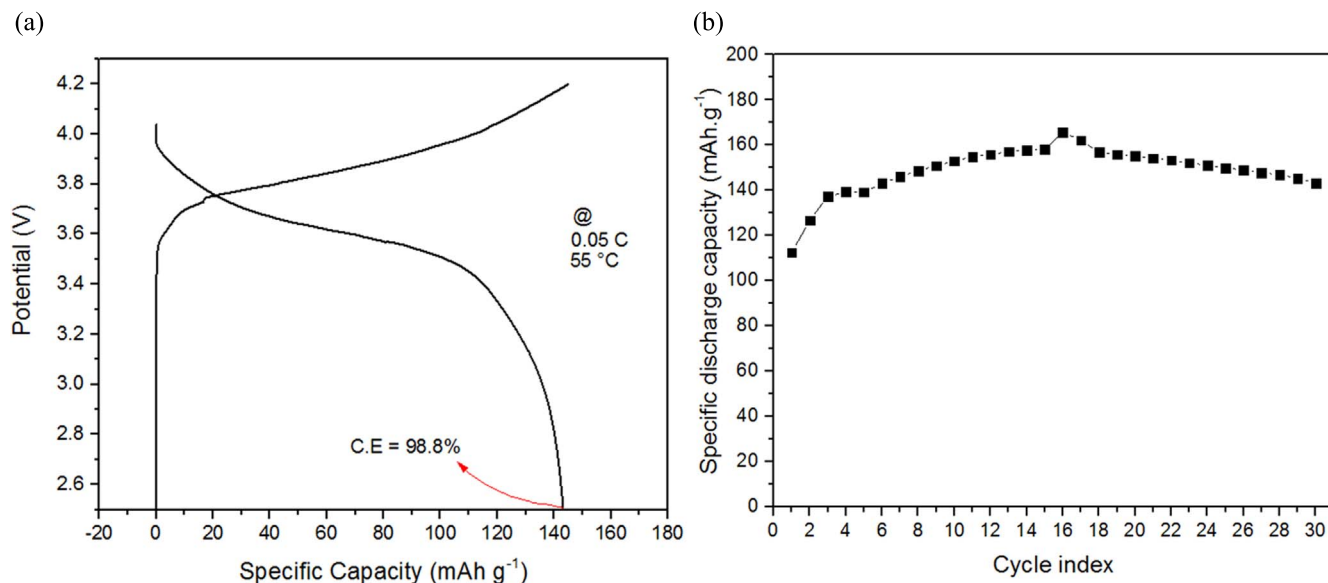 (a)
4.2
4.0
3.8
3.6
3.4
3.2
3.0
2.8
2.6
Potential (V)
@
0.05 C
55 °C
C.E = 98.8%
-20 0 20 40 60 80 100 120 140 160 180
Specific Capacity (mAh g⁻¹)
(b)
200
180
160
140
120
100
80
60
40
20
0
Specific discharge capacity (mAh.g⁻¹)
0 2 4 6 8 10 12 14 16 18 20 22 24 26 28 30
Cycle index